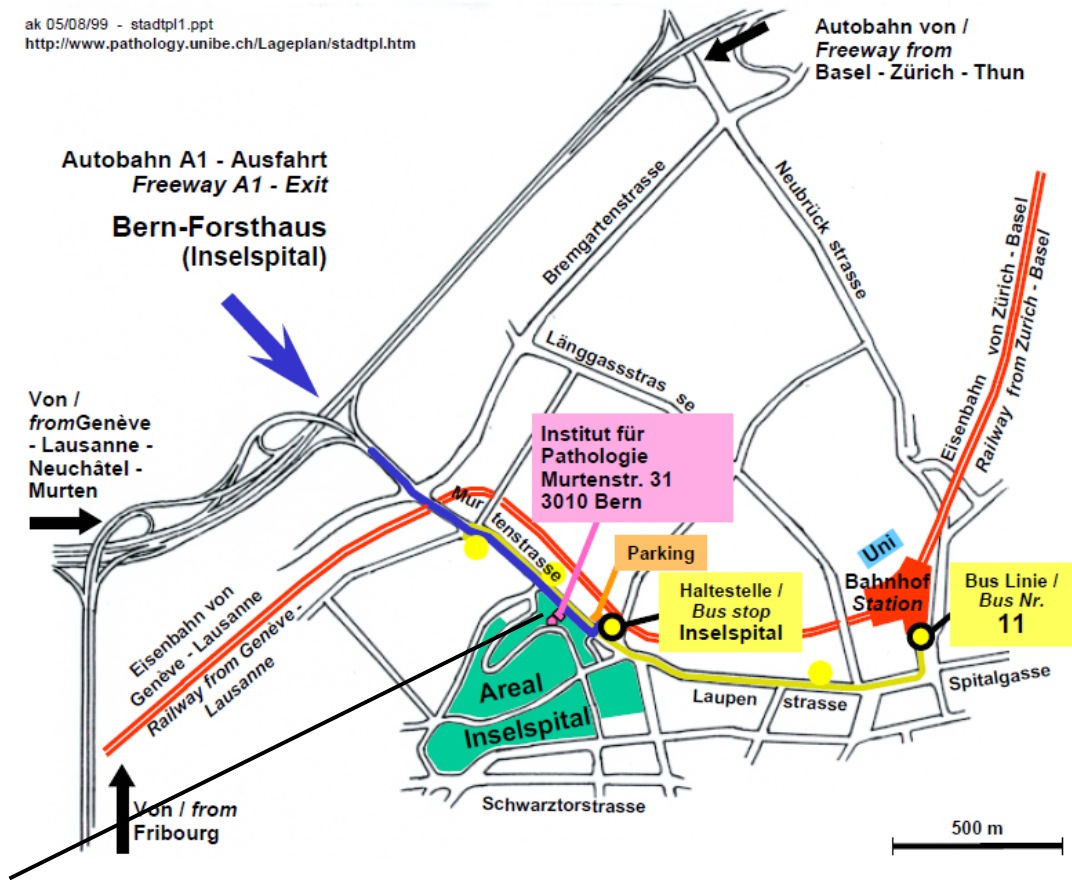 ak 05/08/99 - stadtpl1.ppt
http://www.pathology.unibe.ch/Lageplan/stadtpl.htm
Autobahn von /
Freeway from
Basel - Zürich - Thun
Autobahn A1 - Ausfahrt
Freeway A1 - Exit
Bern-Forsthaus
(Inselspital)
Bremgartenstrasse
Neubrück strasse
Eisenbahn von Zürich - Basel
Railway from Zurich - Basel
Länggassstras se
Von /
fromGenève
- Lausanne -
Neuchâtel -
Murten
Institut für
Pathologie
Murtenstr. 31
3010 Bern
Mur tenstrasse
Parking
Uni
Bahnhof
Station
Haltestelle /
Bus stop
Inselspital
Bus Linie /
Bus Nr.
11
Eisenbahn von
Genève - Lausanne
Railway from Genève -
Lausanne
Areal
Inselspital
Laupen strasse
Spitalgasse
Schwarztorstrasse
Von / from
Fribourg
500 m